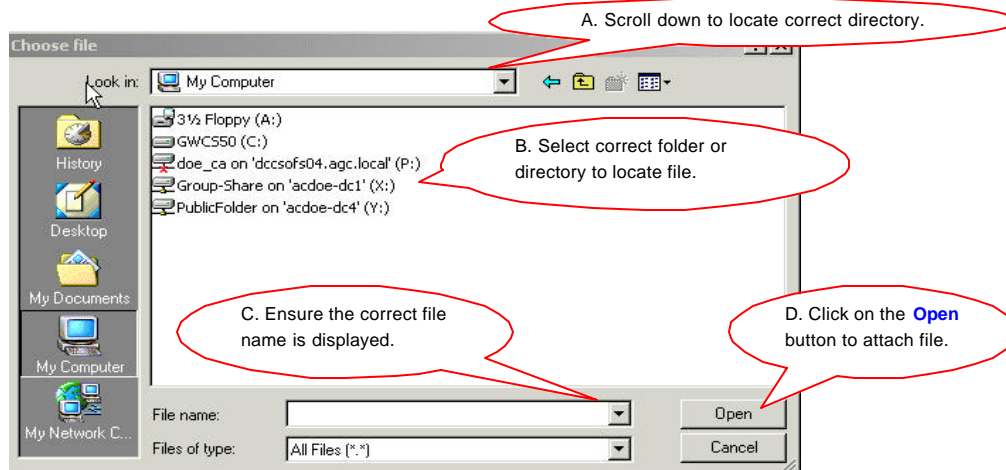 A. Scroll down to locate correct directory.
Choose file
Look in: My Computer
3½ Floppy (A:)
GWCS50 (C:)
doe_ca on 'dccsofs04.agc.local' (P:)
Group-Share on 'acdoe-dc1' (X:)
PublicFolder on 'acdoe-dc4' (Y:)
B. Select correct folder or
directory to locate file.
History
Desktop
My Documents
My Computer
My Network C...
C. Ensure the correct file
name is displayed.
D. Click on the Open
button to attach file.
File name:
Open
Files of type: All Files (*.*)
Cancel